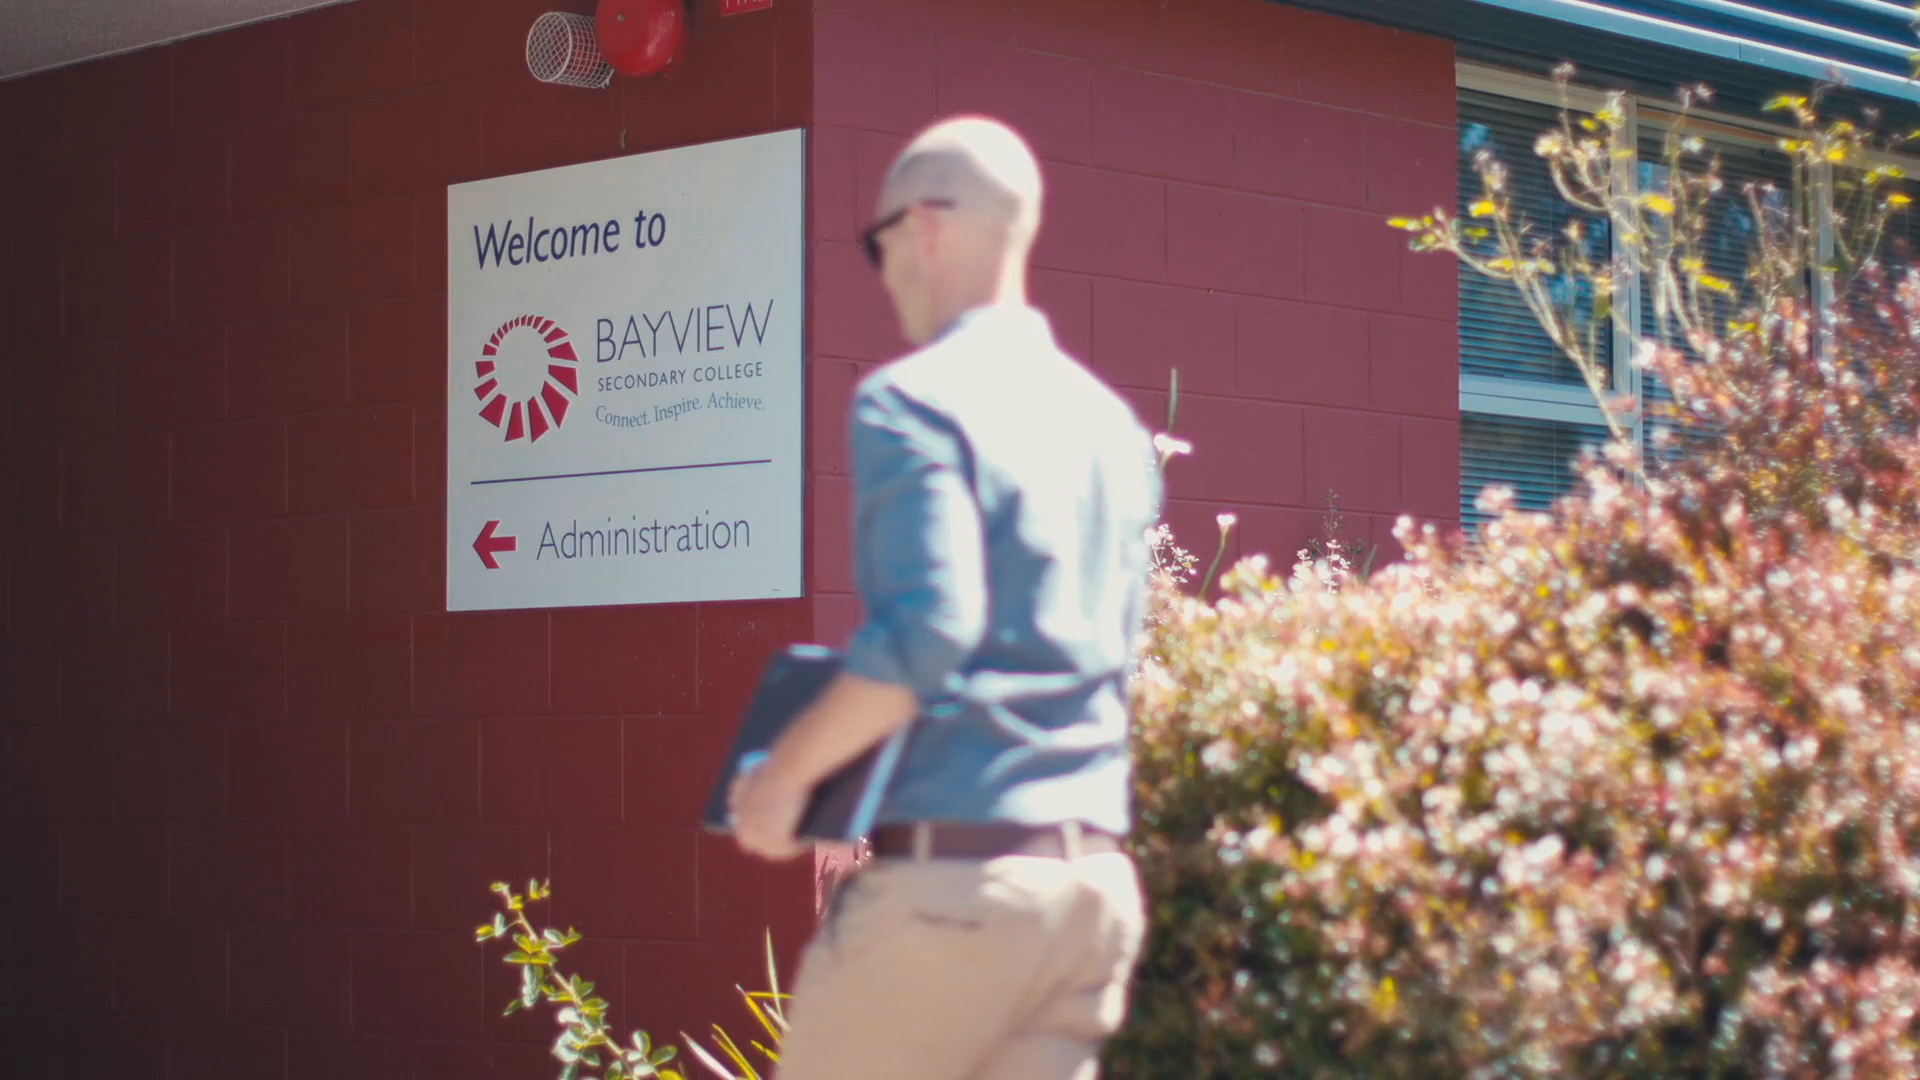 Welcome to
BAYVIEW
SECONDARY COLLEGE
Connect. Inspire. Achieve.
Administration